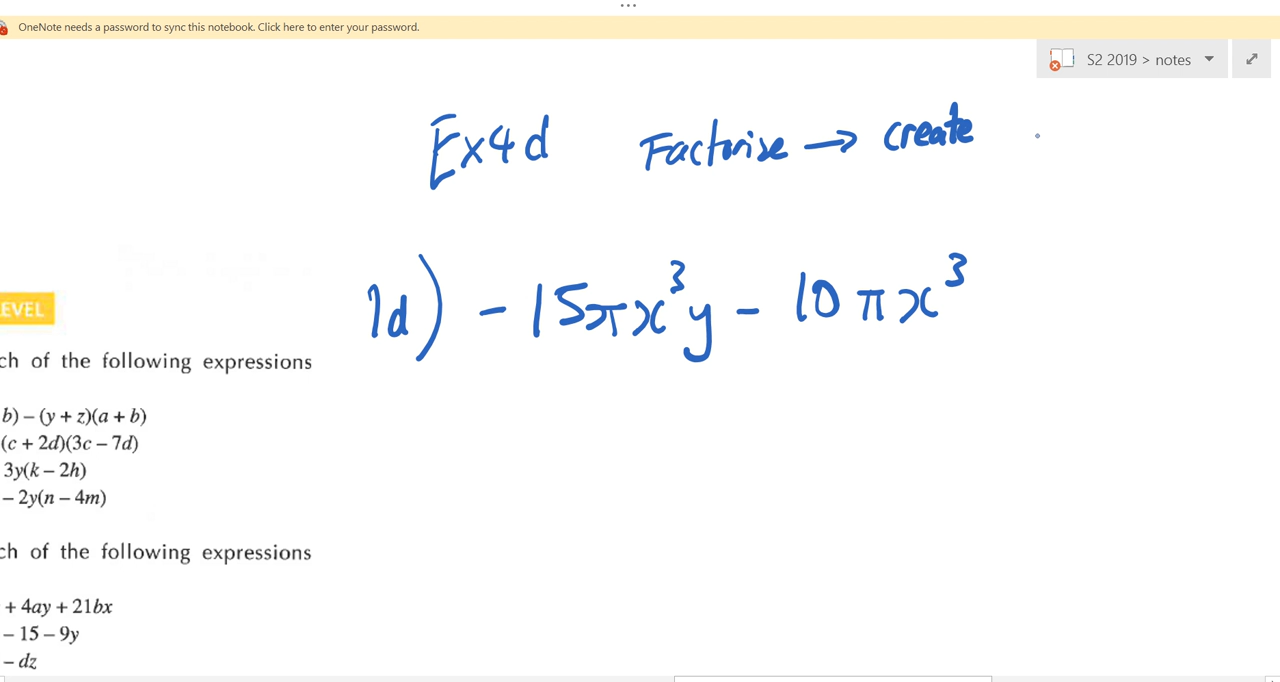 OneNote needs a password to sync this notebook. Click here to enter your password.
S2 2019 > notes
Ex4d Factorise → create
1d) - 15πx³y - 10πx³
EVEL
ch of the following expressions
b) – (y + z)(a + b)
(c + 2d)(3c – 7d)
3y(k – 2h)
– 2y(n – 4m)
ch of the following expressions
+ 4ay + 21bx
– 15 – 9y
– dz